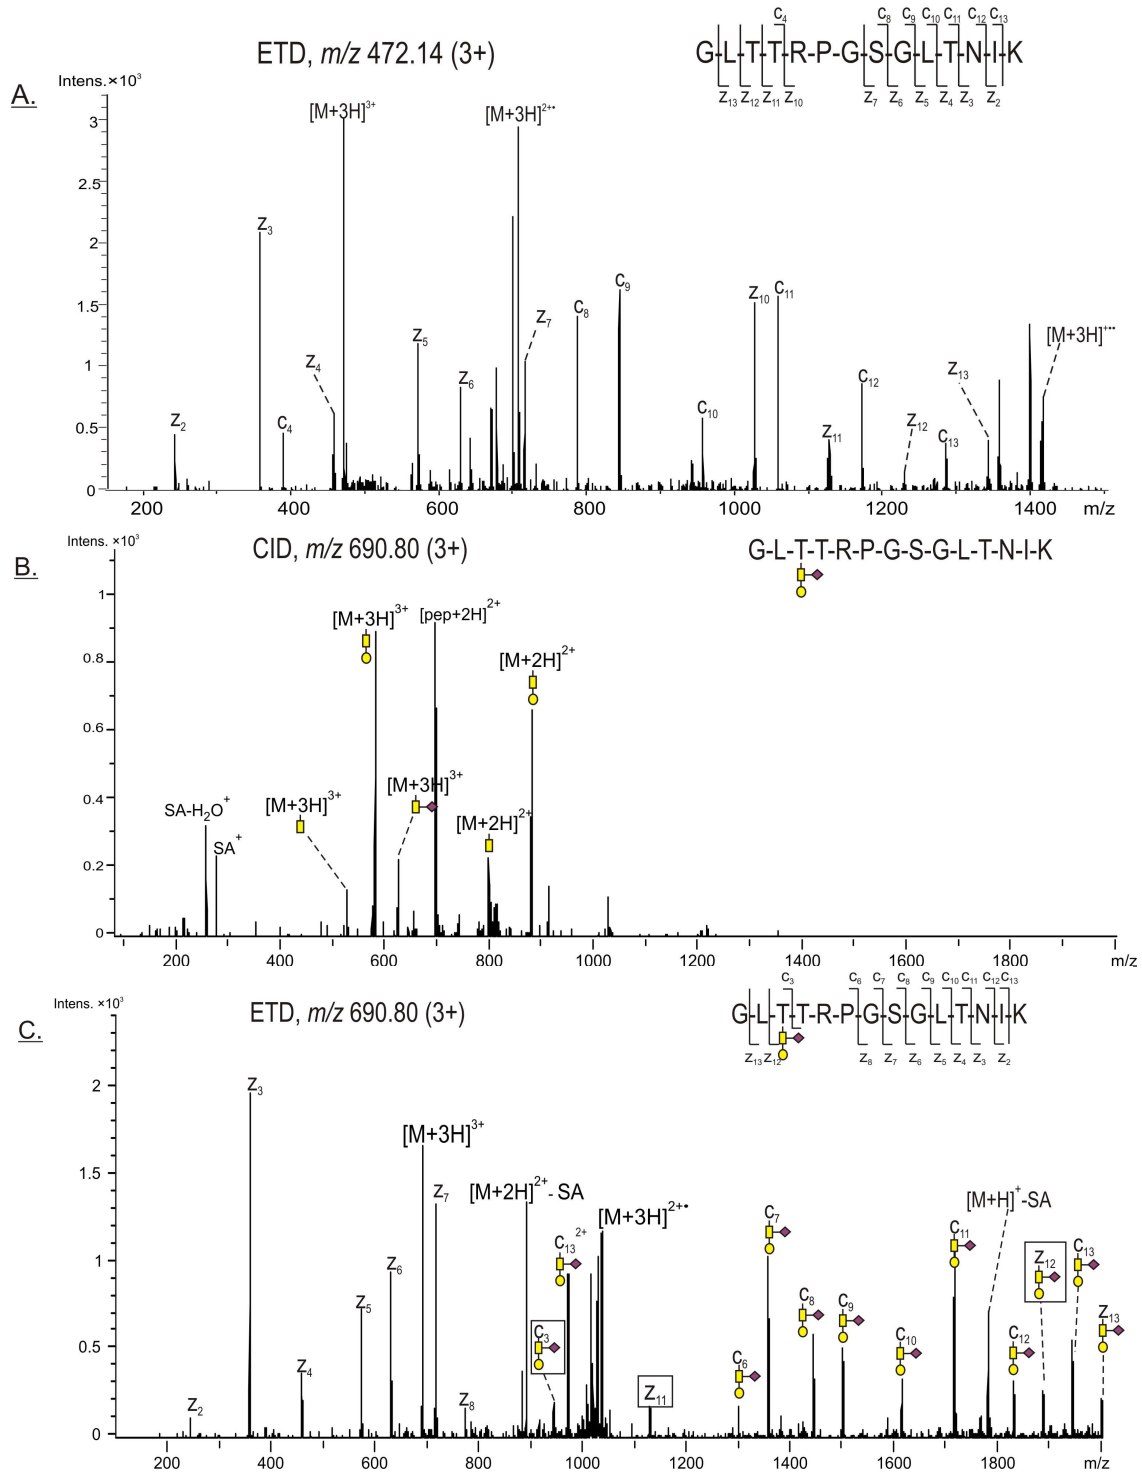 ETD, m/z 472.14 (3+)
C4 C8 C9 C10 C11 C12 C13
G-L-T-T-R-P-G-S-G-L-T-N-I-K
Z13 Z12 Z11 Z10 Z7 Z6 Z5 Z4 Z3 Z2
Intens.×10³
A.
[M+3H]3+
[M+3H]2+•
3
2.5
Z3
2
C9
1.5
C8
Z10
C11
Z7
Z5
[M+3H]+••
1
Z4
Z6
C12
Z13
C10
0.5
Z2
C4
Z11
Z12
C13
0
200 400 600 800 1000 1200 1400 m/z
Intens. ×10³
B.
CID, m/z 690.80 (3+)
G-L-T-T-R-P-G-S-G-L-T-N-I-K
1
[M+3H]3+
[pep+2H]2+
[M+2H]2+
0.8
0.6
0.4
SA-H2O+
[M+3H]3+
[M+3H]3+
[M+2H]2+
SA+
0.2
0
200 400 600 800 1000 1200 1400 1600 1800 m/z
Intens. ×10³
C.
ETD, m/z 690.80 (3+)
C3 C6 C7 C8 C9 C10 C11 C12 C13
G-L-T-T-R-P-G-S-G-L-T-N-I-K
Z13 Z12 Z8 Z7 Z6 Z5 Z4 Z3 Z2
2
Z3
[M+3H]3+
1.5
Z7
[M+2H]2+- SA
[M+3H]2+•
C7
[M+H]+-SA
1
Z6
C13 2+
C11
Z12
C13
Z5
C8
C9
Z13
0.5
Z4
C3
C10
C12
Z2
Z8
Z11
C6
0
200 400 600 800 1000 1200 1400 1600 1800 m/z